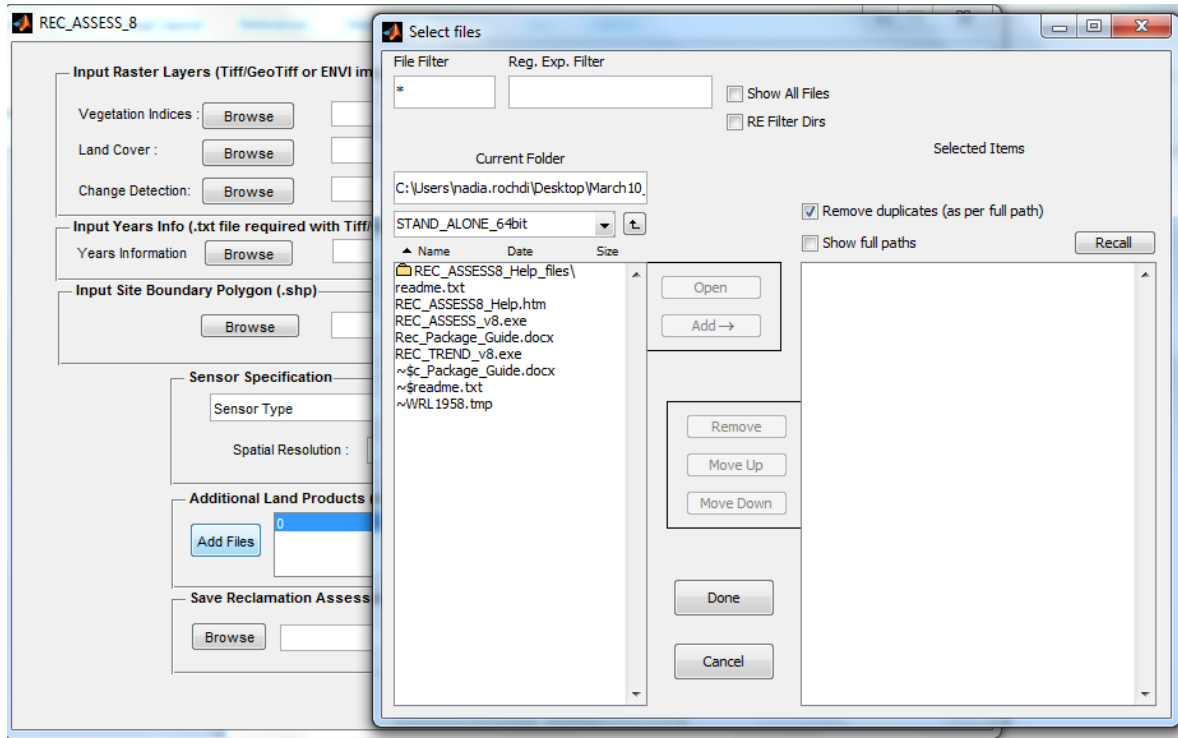 REC_ASSESS_8
Input Raster Layers (Tiff/GeoTiff or ENVI im
Vegetation Indices : Browse
Land Cover : Browse
Change Detection: Browse
Input Years Info (.txt file required with Tiff/
Years Information Browse
Input Site Boundary Polygon (.shp)
Browse
Sensor Specification
Sensor Type
Spatial Resolution :
Additional Land Products (
Add Files
0
Save Reclamation Assess
Browse
Select files
File Filter Reg. Exp. Filter
*
Show All Files
RE Filter Dirs
Current Folder
Selected Items
C:\Users\nadia.rochdi\Desktop\March10_
STAND_ALONE_64bit
Remove duplicates (as per full path)
Show full paths
Recall
Name Date Size
REC_ASSESS8_Help_files\
readme.txt
REC_ASSESS8_Help.htm
REC_ASSESS_v8.exe
Rec_Package_Guide.docx
REC_TREND_v8.exe
~$c_Package_Guide.docx
~$readme.txt
~WRL1958.tmp
Open
Add →
Remove
Move Up
Move Down
Done
Cancel